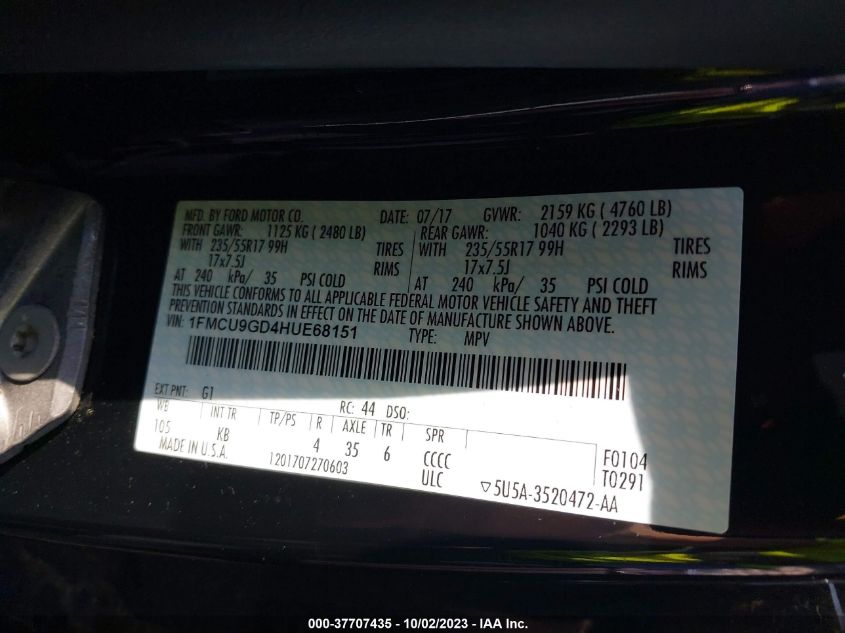 MFD. BY FORD MOTOR CO. DATE: 07/17 GVWR: 2159 KG ( 4760 LB)
FRONT GAWR: 1125 KG ( 2480 LB) REAR GAWR: 1040 KG ( 2293 LB)
WITH 235/55R17 99H TIRES WITH 235/55R17 99H TIRES
17x7.5J RIMS 17x7.5J RIMS
AT 240 kPa/ 35 PSI COLD AT 240 kPa/ 35 PSI COLD
THIS VEHICLE CONFORMS TO ALL APPLICABLE FEDERAL MOTOR VEHICLE SAFETY AND THEFT
PREVENTION STANDARDS IN EFFECT ON THE DATE OF MANUFACTURE SHOWN ABOVE.
VIN: 1FMCU9GD4HUE68151 TYPE: MPV
EXT PNT: G1 RC: 44 DSO:
WB INT TR TP/PS R AXLE TR SPR
105 KB 4 35 6 CCCC F0104
MADE IN U.S.A. 1201707270603 ULC T0291
▽5U5A-3520472-AA
000-37707435 - 10/02/2023 - IAA Inc.